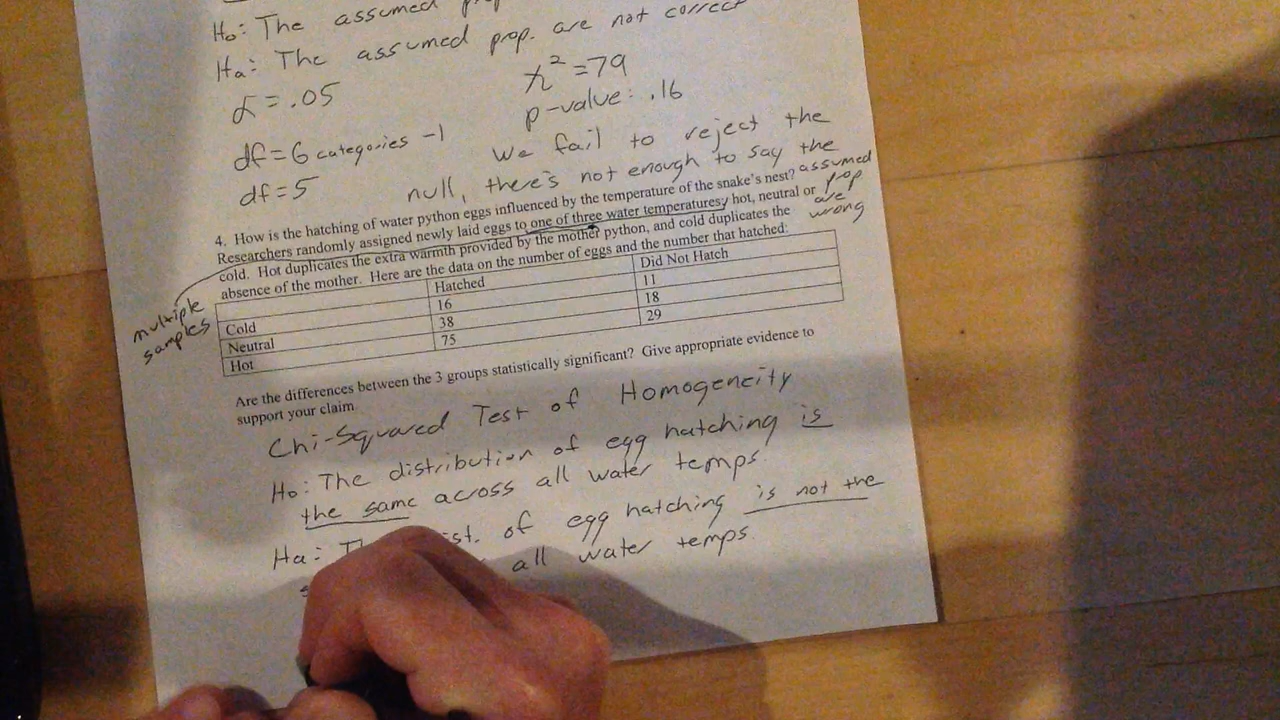 Ho: The assumed
Ha: The assumed prop. are not correct
α = .05
χ² = 79
p-value: .16
df = 6 categories -1
df = 5
We fail to reject the
null, there's not enough to say the
assumed
prop
are
wrong
4. How is the hatching of water python eggs influenced by the temperature of the snake's nest?
Researchers randomly assigned newly laid eggs to one of three water temperatures; hot, neutral or
cold. Hot duplicates the extra warmth provided by the mother python, and cold duplicates the
absence of the mother. Here are the data on the number of eggs and the number that hatched:
multiple
samples
Hatched Did Not Hatch
Cold 16 11
Neutral 38 18
Hot 75 29
Are the differences between the 3 groups statistically significant? Give appropriate evidence to
support your claim
Chi-Squared Test of Homogeneity
Ho: The distribution of egg hatching is
the same across all water temps.
Ha: of egg hatching is not the
all water temps.